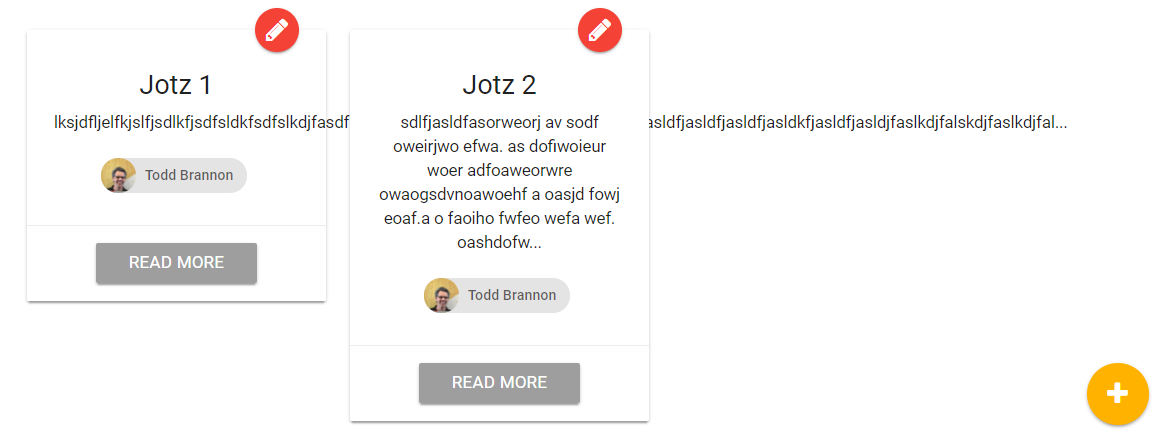 Jotz 1
lksjdfljelfkjslfjsdlkfjsdfsldkfsdfslkdjfasdf
Todd Brannon
READ MORE
Jotz 2
sdlfjasldfasorweorj av sodf
oweirjwo efwa. as dofiwoieur
woer adfoaweorwre
owaogsdvnoawoehf a oasjd fowj
eoaf.a o faoiho fwfeo wefa wef.
oashdofw...
Todd Brannon
READ MORE
asldfjasldfjasldfjasldkfjasldfjasldjfaslkdjfalskdjfaslkdjfal...